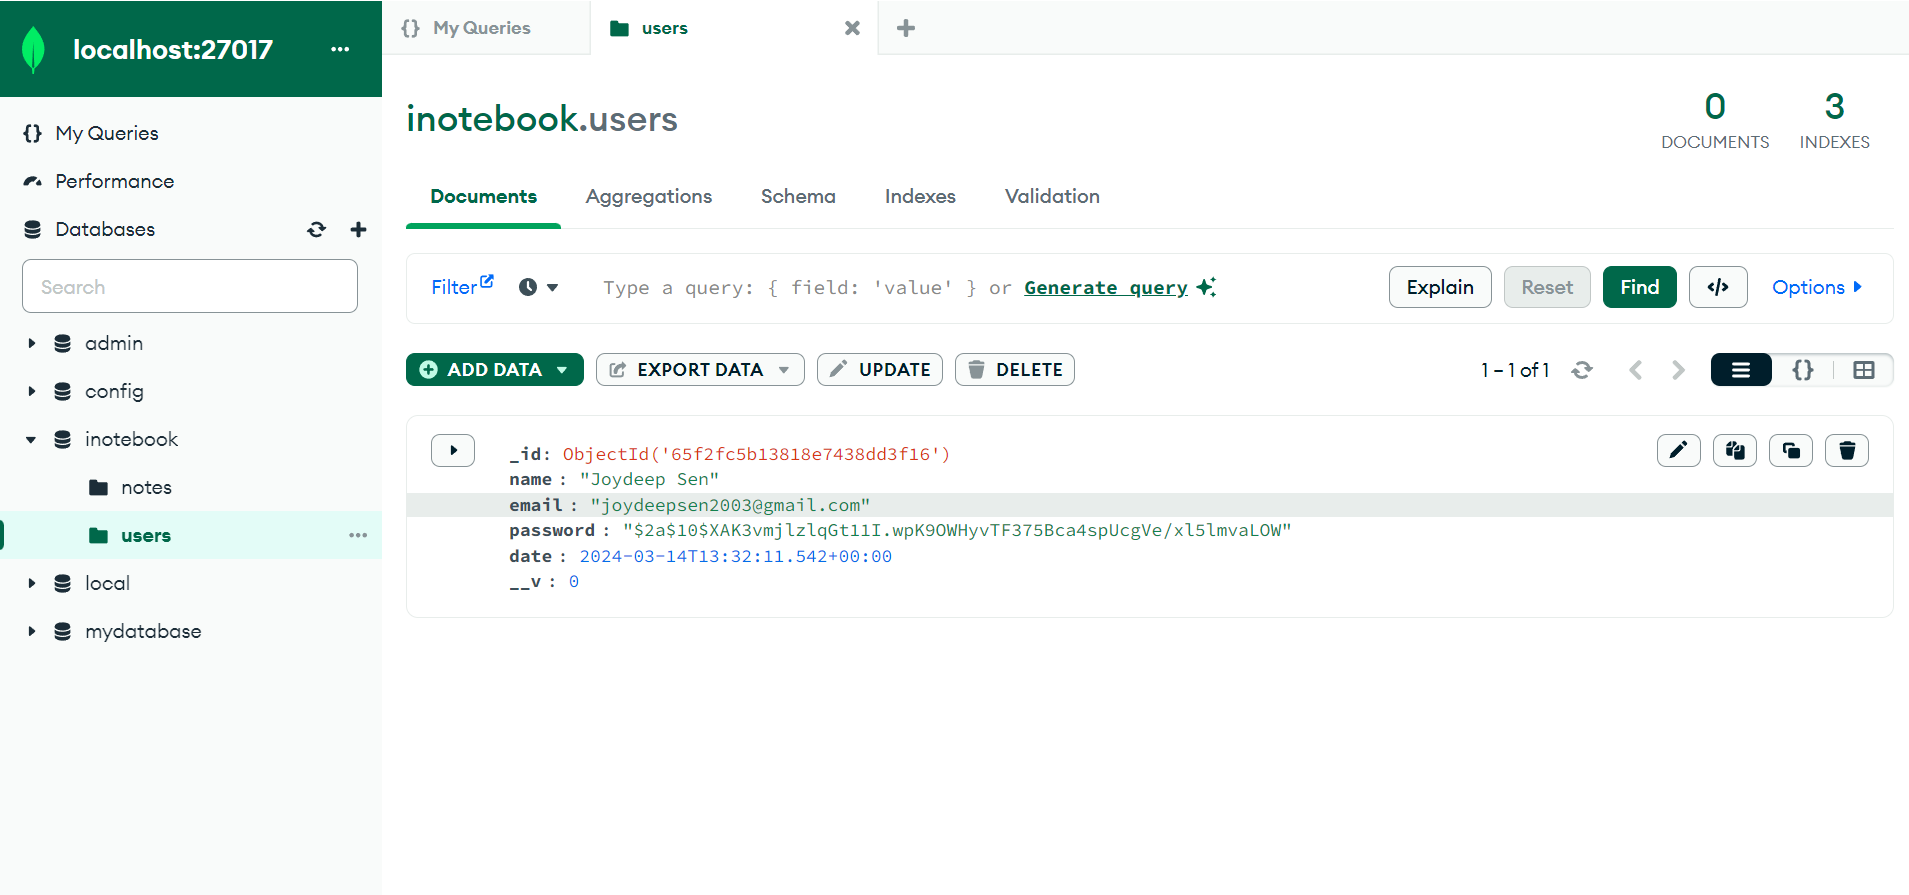 localhost:27017 ···
My Queries
Performance
Databases
Search
admin
config
inotebook
notes
users ···
local
mydatabase
{} My Queries
users
inotebook.users
0 DOCUMENTS
3 INDEXES
Documents Aggregations Schema Indexes Validation
Filter Type a query: { field: 'value' } or Generate query Explain Reset Find </> Options
ADD DATA EXPORT DATA UPDATE DELETE 1 – 1 of 1 {}
_id: ObjectId('65f2fc5b13818e7438dd3f16')
name : "Joydeep Sen"
email : "joydeepsen2003@gmail.com"
password : "$2a$10$XAK3vmjlzlqGt11I.wpK9OWHyvTF375Bca4spUcgVe/xl5lmvaLOW"
date : 2024-03-14T13:32:11.542+00:00
__v : 0